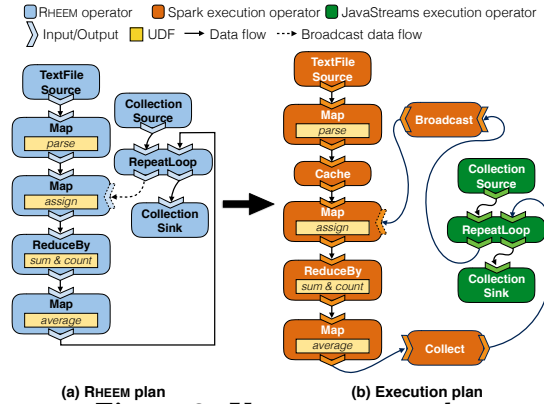 RHEEM operator
Spark execution operator
JavaStreams execution operator
Input/Output
UDF
Data flow
Broadcast data flow
TextFile
Source
Map
parse
Map
assign
ReduceBy
sum & count
Map
average
Collection
Source
RepeatLoop
Collection
Sink
TextFile
Source
Map
parse
Cache
Map
assign
ReduceBy
sum & count
Map
average
Broadcast
Collection
Source
RepeatLoop
Collection
Sink
Collect
(a) RHEEM plan
(b) Execution plan